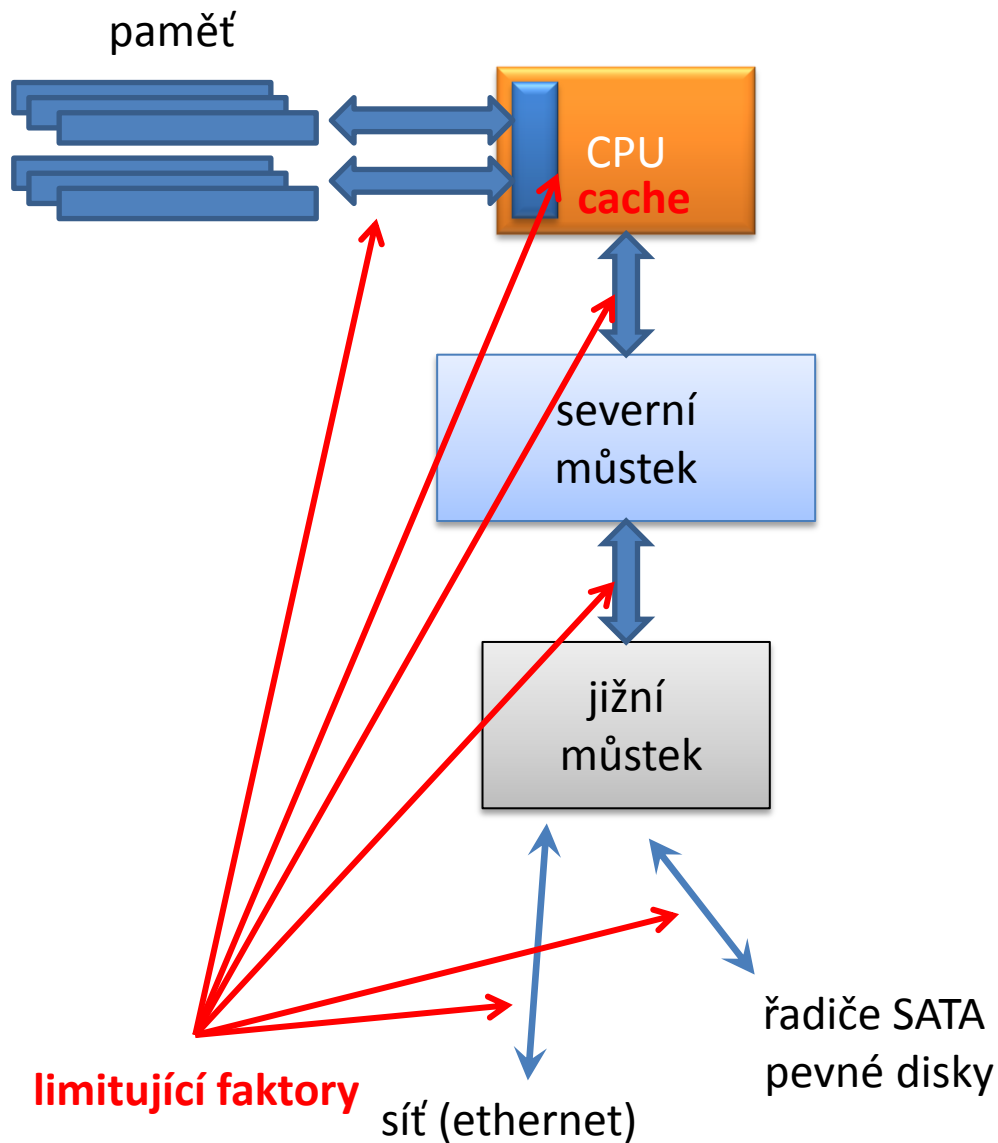 paměť
CPU
cache
severní
můstek
jižní
můstek
řadiče SATA
pevné disky
limitující faktory
síť (ethernet)